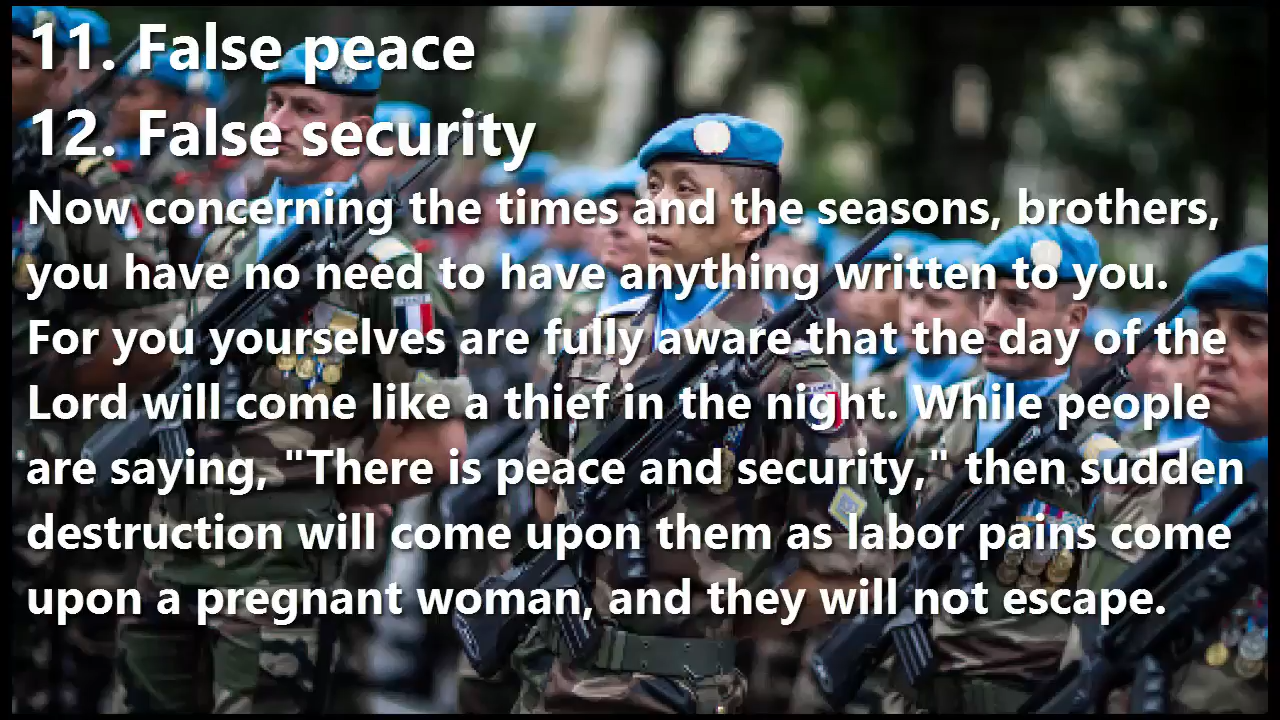 11. False peace
12. False security
Now concerning the times and the seasons, brothers,
you have no need to have anything written to you.
For you yourselves are fully aware that the day of the
Lord will come like a thief in the night. While people
are saying, "There is peace and security," then sudden
destruction will come upon them as labor pains come
upon a pregnant woman, and they will not escape.